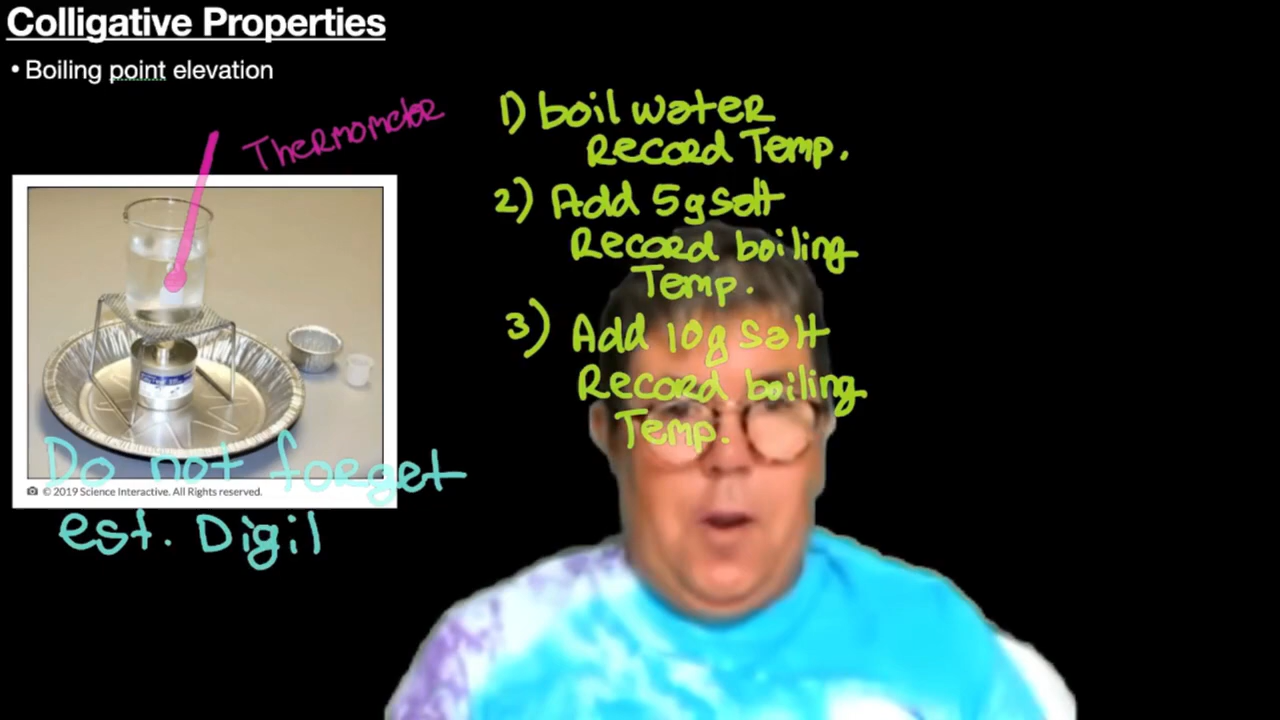 Colligative Properties
• Boiling point elevation
Thermometer
1) boil water
Record Temp.
2) Add 5g salt
Record boiling
Temp.
3) Add 10g salt
Record boiling
Temp.
© 2019 Science Interactive. All Rights reserved.
Do not forget
est. Digil